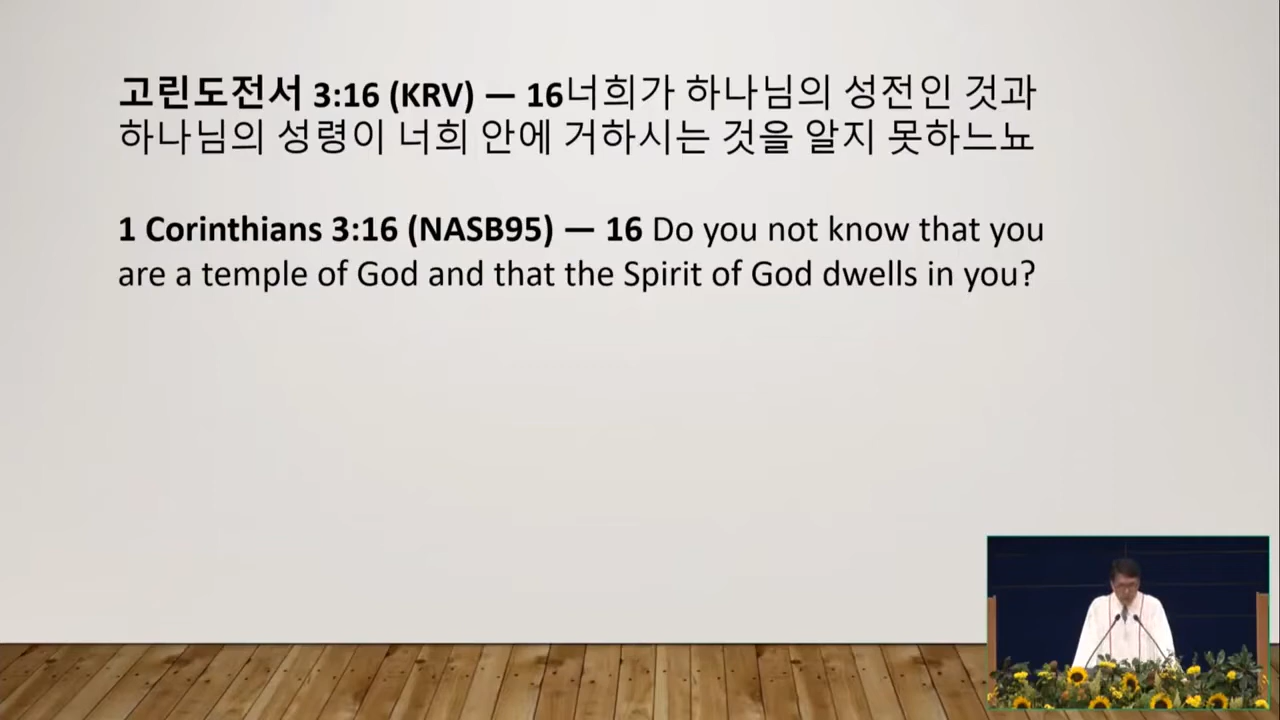 고린도전서 3:16 (KRV) — 16너희가 하나님의 성전인 것과
하나님의 성령이 너희 안에 거하시는 것을 알지 못하느뇨
1 Corinthians 3:16 (NASB95) — 16 Do you not know that you
are a temple of God and that the Spirit of God dwells in you?